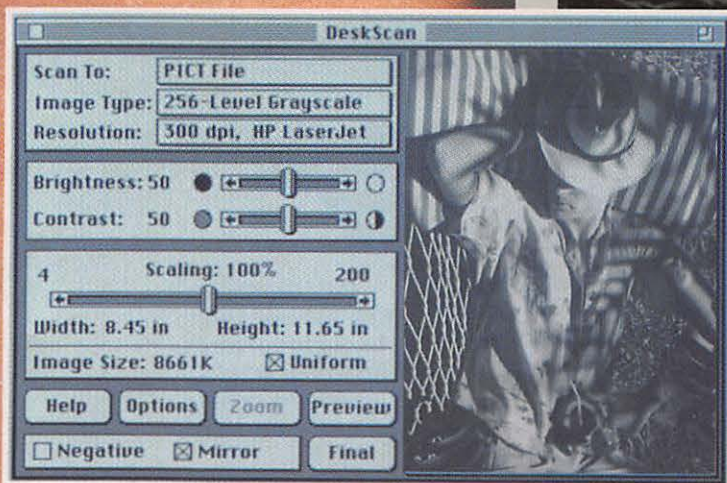 DeskScan
Scan To: PICT File
Image Type: 256-Level Grayscale
Resolution: 300 dpi, HP LaserJet
Brightness: 50
Contrast: 50
4 Scaling: 100% 200
Width: 8.45 in Height: 11.65 in
Image Size: 8661K Uniform
Help Options Zoom Preview
Negative Mirror Final